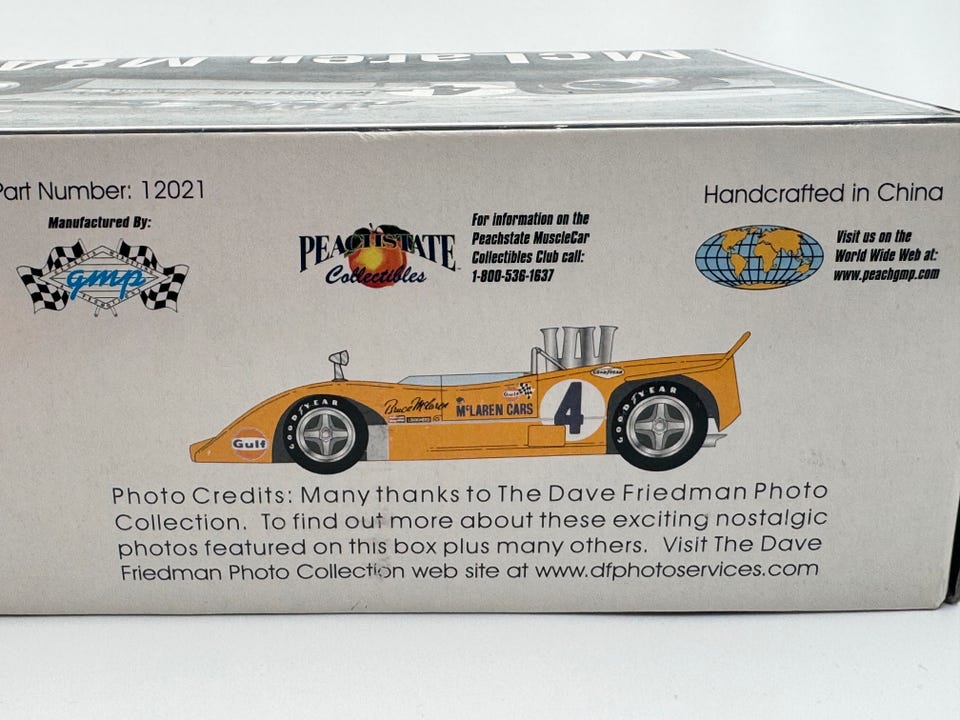 McLaren M8A
Part Number: 12021
Handcrafted in China
Manufactured By:
gmp
PEACHSTATE
Collectibles
For information on the
Peachstate MuscleCar
Collectibles Club call:
1-800-536-1637
Visit us on the
World Wide Web at:
www.peachgmp.com
GOODYEAR
Gulf
Bruce McLaren
McLAREN CARS
Gulf
4
GOODYEAR
GOODYEAR
Photo Credits: Many thanks to The Dave Friedman Photo
Collection. To find out more about these exciting nostalgic
photos featured on this box plus many others. Visit The Dave
Friedman Photo Collection web site at www.dfphotoservices.com